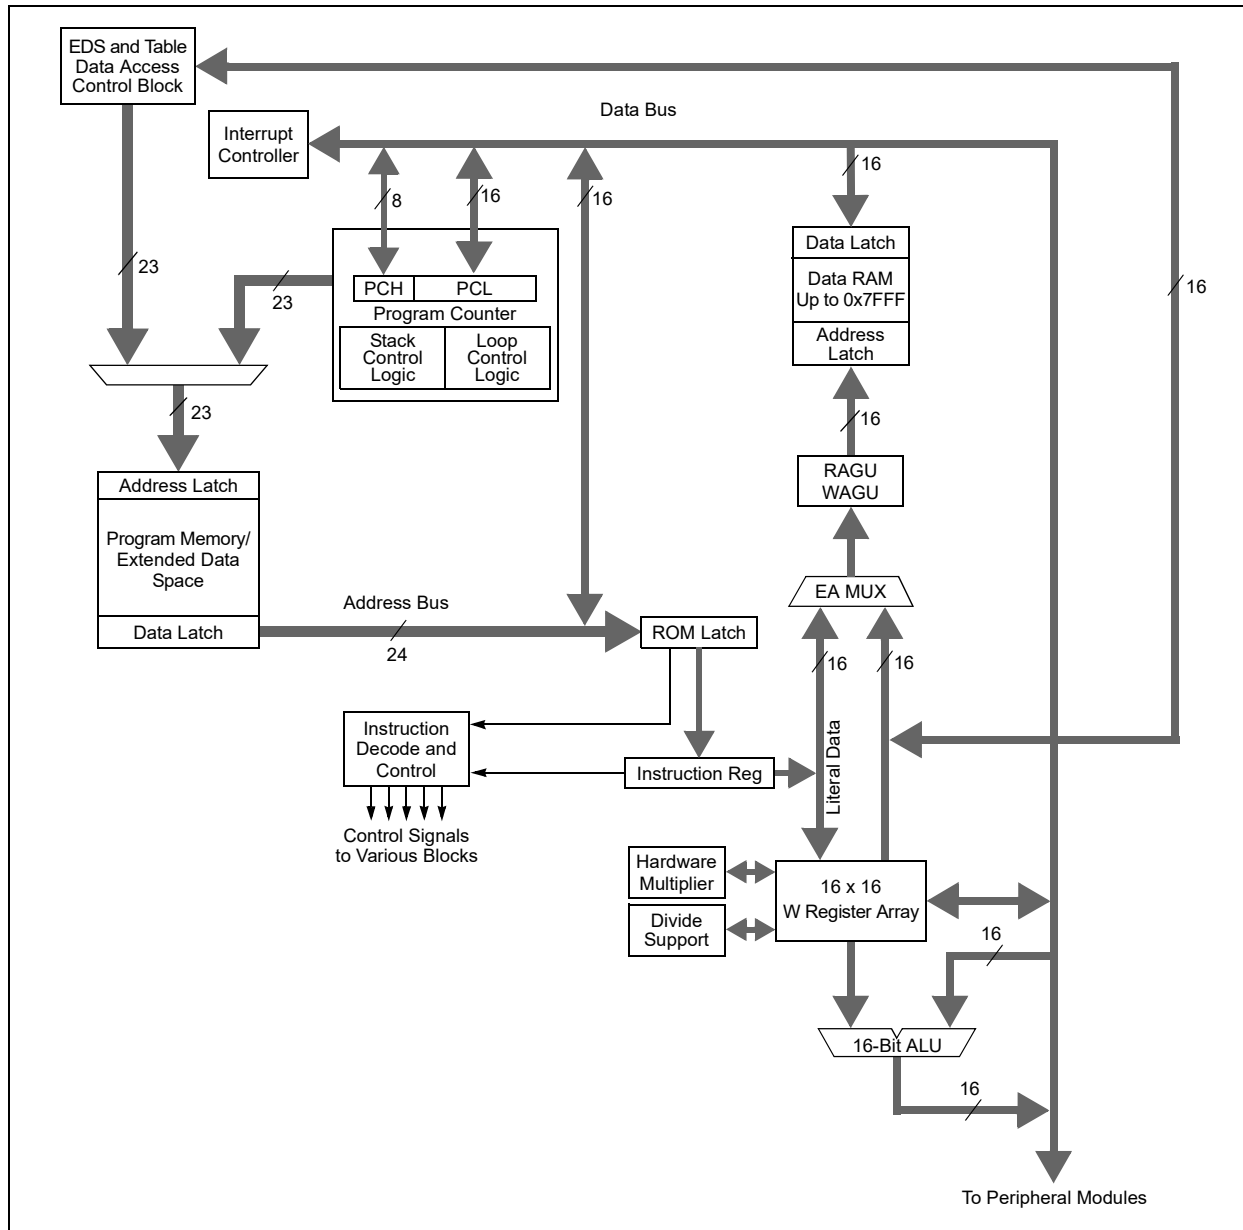 EDS and Table
Data Access
Control Block
Data Bus
Interrupt
Controller
16
8
16
16
Data Latch
Data RAM
Up to 0x7FFF
Address
Latch
23
23
16
PCH
PCL
Program Counter
Stack
Control
Logic
Loop
Control
Logic
23
16
RAGU
WAGU
Address Latch
Program Memory/
Extended Data
Space
Data Latch
EA MUX
Address Bus
24
ROM Latch
16
16
Instruction
Decode and
Control
Instruction Reg
Literal Data
Control Signals
to Various Blocks
Hardware
Multiplier
16 x 16
W Register Array
Divide
Support
16
16-Bit ALU
16
To Peripheral Modules